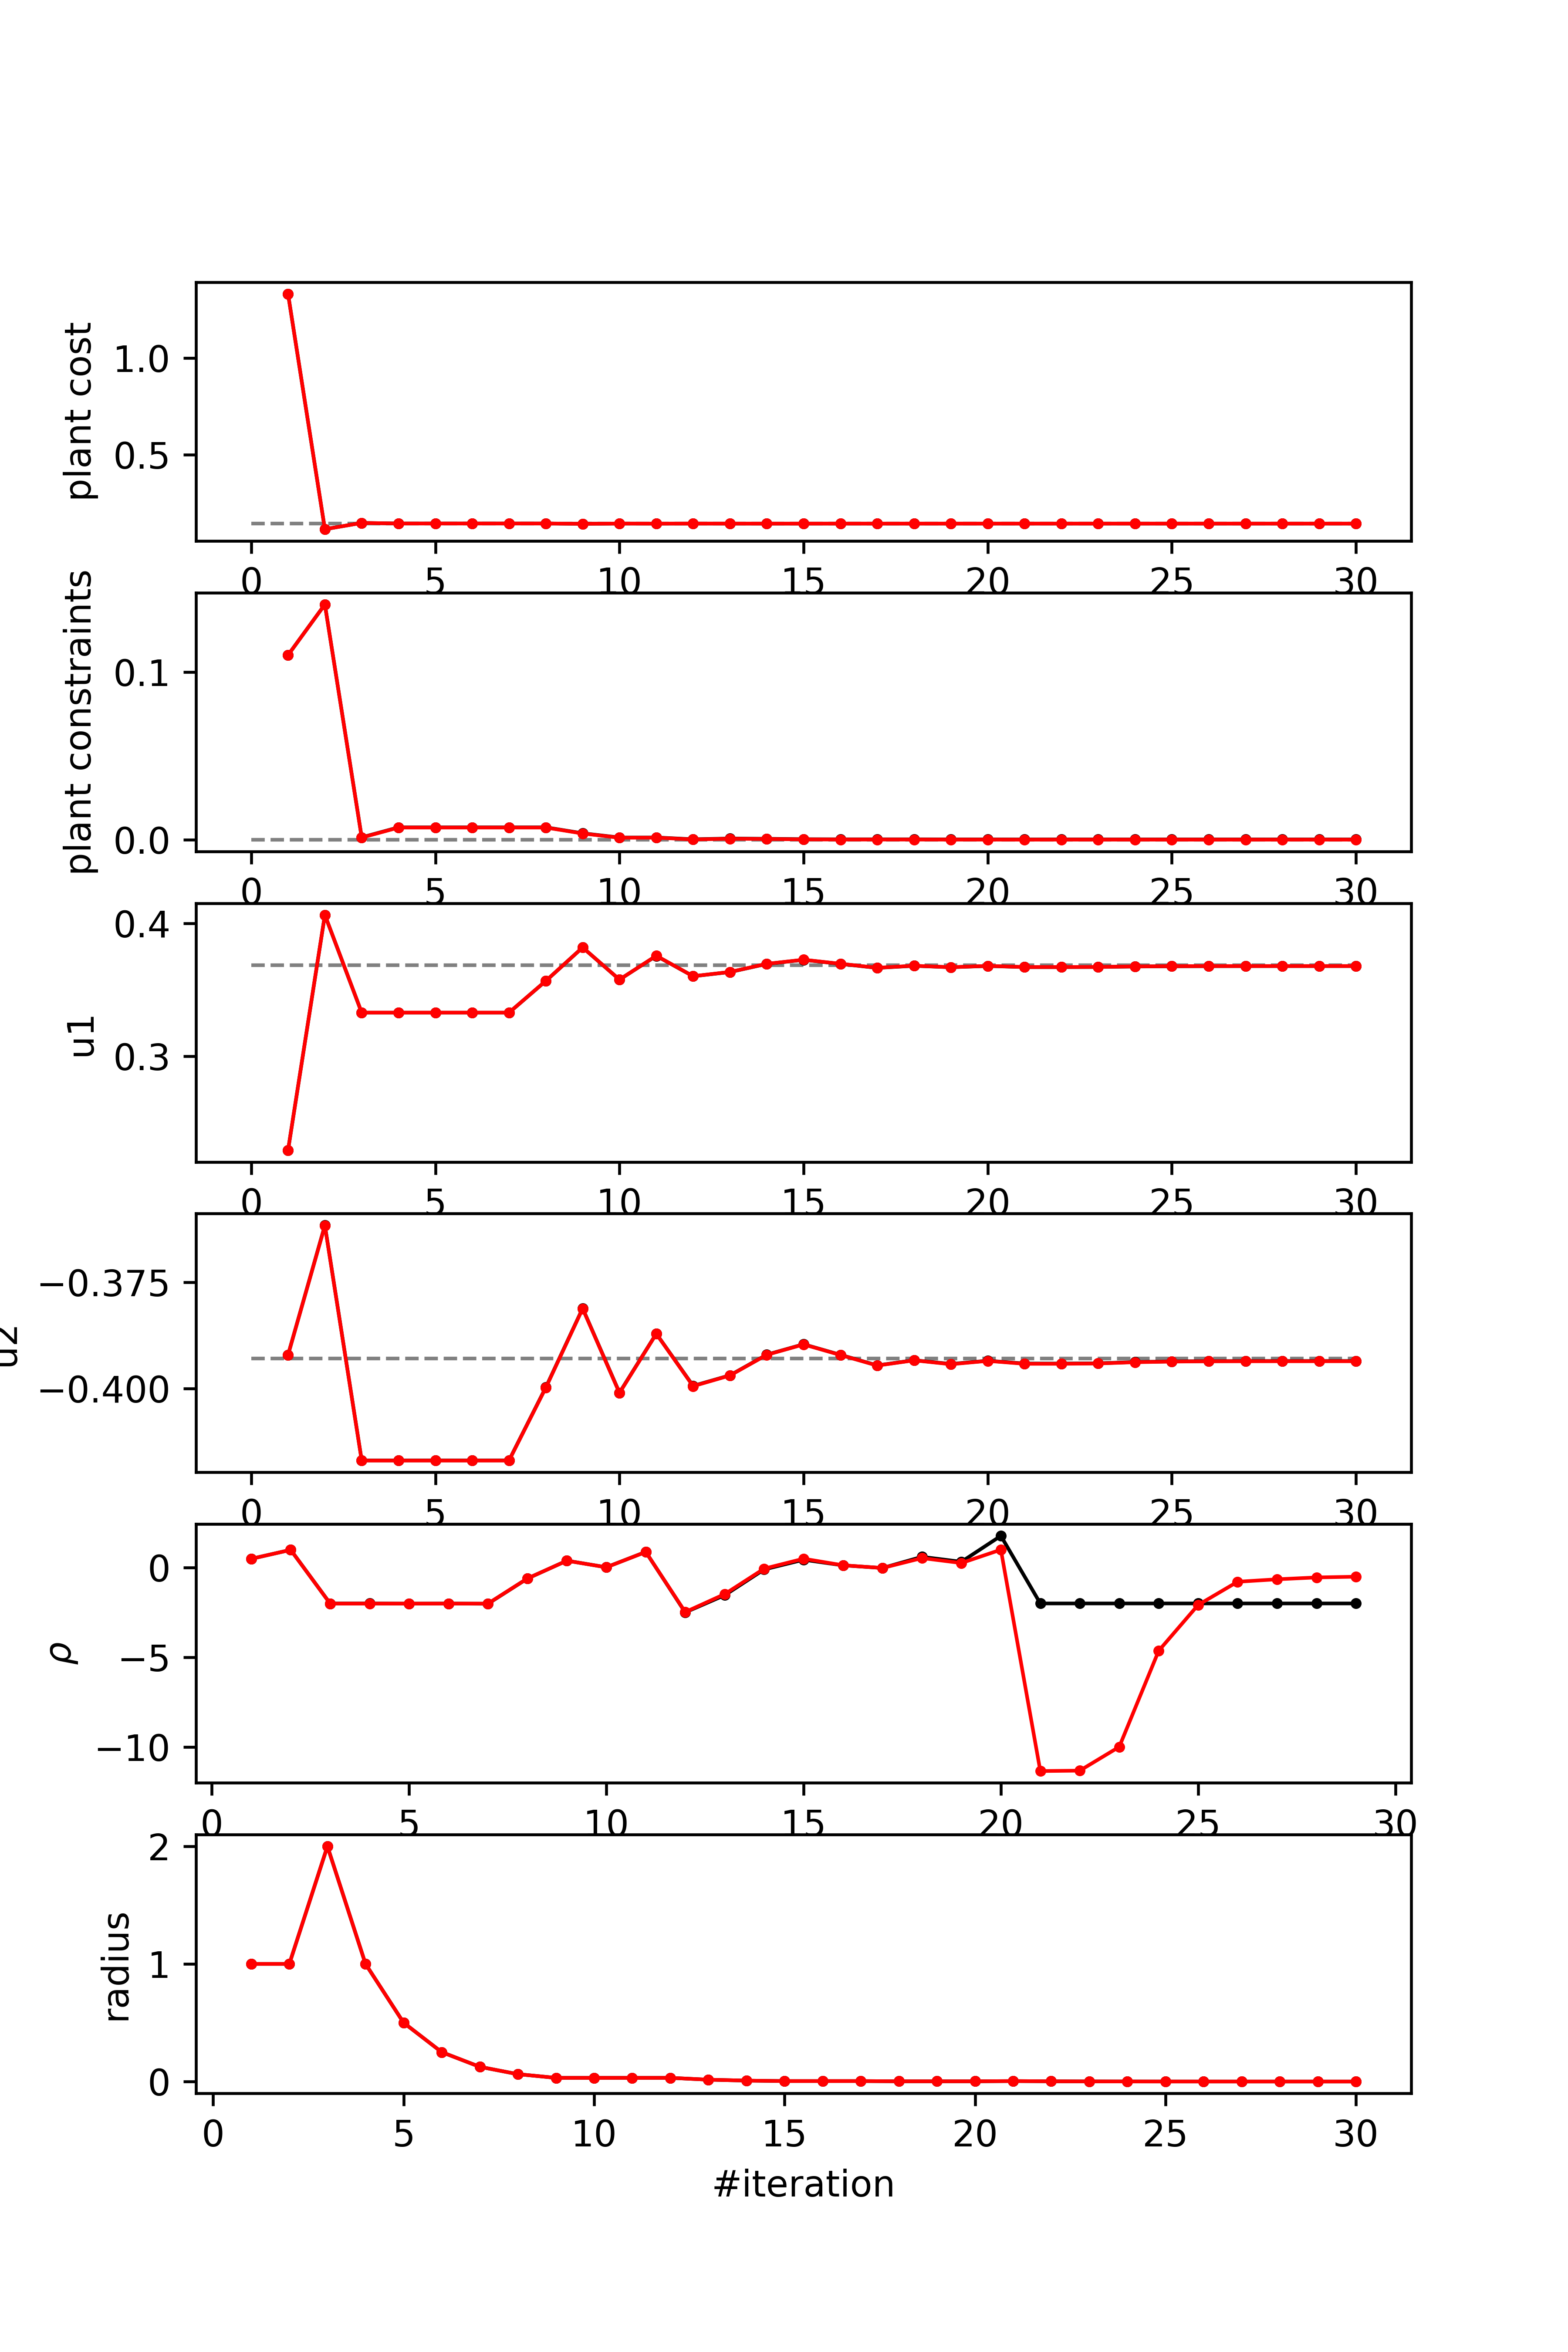 plant cost
1.0
0.5
0 5 10 15 20 25 30
plant constraints
0.1
0.0
0 5 10 15 20 25 30
u1
0.4
0.3
0 5 10 15 20 25 30
u2
−0.375
−0.400
0 5 10 15 20 25 30
ρ
0
−5
−10
0 5 10 15 20 25 30
radius
2
1
0
0 5 10 15 20 25 30
#iteration